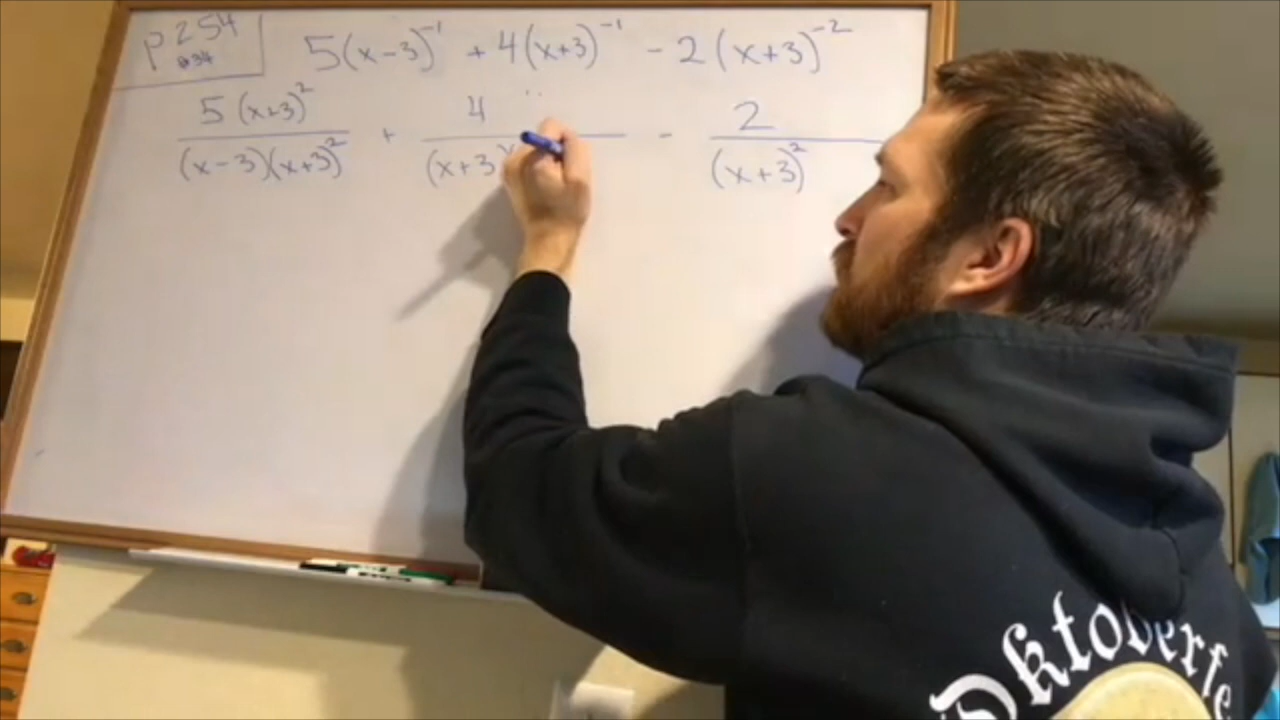 p 254
#34
5(x-3)⁻¹ + 4(x+3)⁻¹ - 2(x+3)⁻²
5(x+3)² / (x-3)(x+3)² + 4 / (x+3)( - 2 / (x+3)²
Oktoberfe